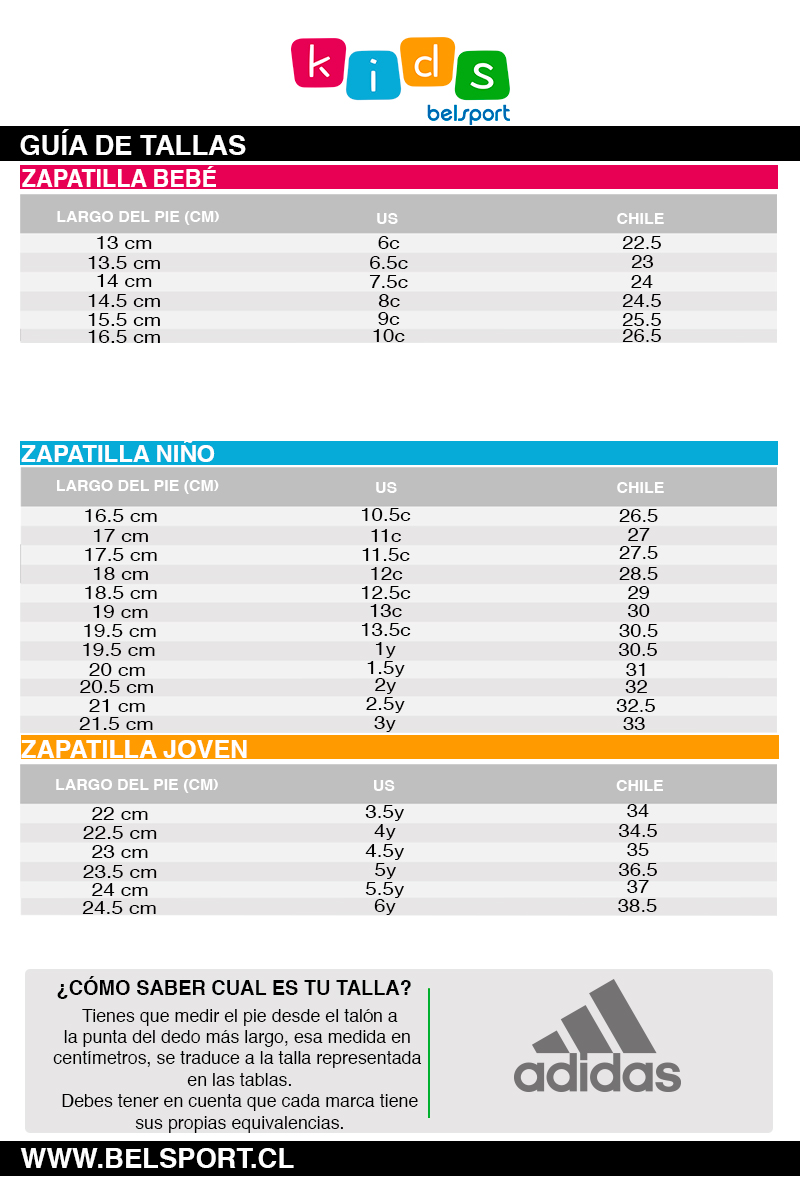 kids
belsport
GUÍA DE TALLAS
ZAPATILLA BEBÉ
LARGO DEL PIE (CM) US CHILE
13 cm 6c 22.5
13.5 cm 6.5c 23
14 cm 7.5c 24
14.5 cm 8c 24.5
15.5 cm 9c 25.5
16.5 cm 10c 26.5
ZAPATILLA NIÑO
LARGO DEL PIE (CM) US CHILE
16.5 cm 10.5c 26.5
17 cm 11c 27
17.5 cm 11.5c 27.5
18 cm 12c 28.5
18.5 cm 12.5c 29
19 cm 13c 30
19.5 cm 13.5c 30.5
19.5 cm 1y 30.5
20 cm 1.5y 31
20.5 cm 2y 32
21 cm 2.5y 32.5
21.5 cm 3y 33
ZAPATILLA JOVEN
LARGO DEL PIE (CM) US CHILE
22 cm 3.5y 34
22.5 cm 4y 34.5
23 cm 4.5y 35
23.5 cm 5y 36.5
24 cm 5.5y 37
24.5 cm 6y 38.5
¿CÓMO SABER CUAL ES TU TALLA?
Tienes que medir el pie desde el talón a
la punta del dedo más largo, esa medida en
centímetros, se traduce a la talla representada
en las tablas.
Debes tener en cuenta que cada marca tiene
sus propias equivalencias.
adidas
WWW.BELSPORT.CL